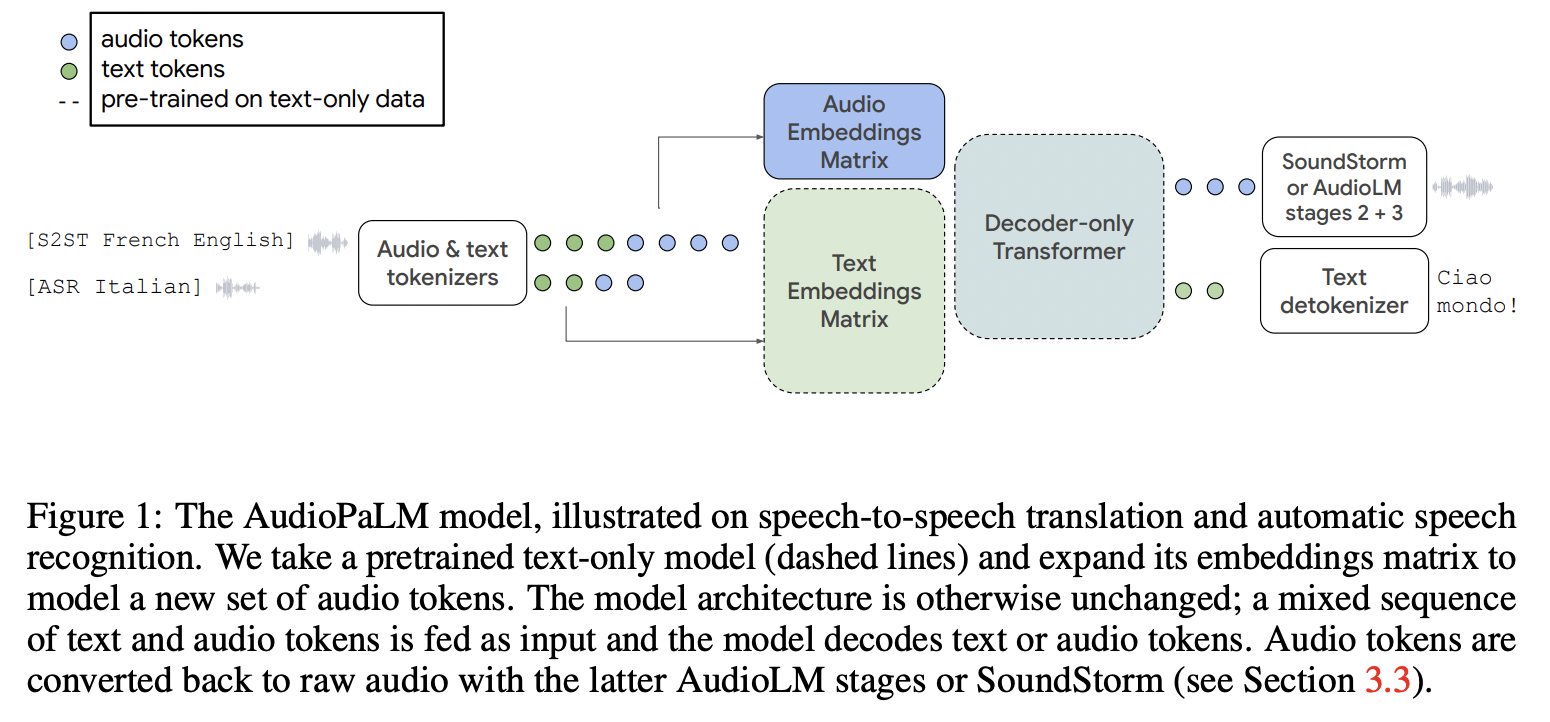 audio tokens
text tokens
-- pre-trained on text-only data
[S2ST French English]
[ASR Italian]
Audio & text
tokenizers
Audio
Embeddings
Matrix
Text
Embeddings
Matrix
Decoder-only
Transformer
SoundStorm
or AudioLM
stages 2 + 3
Text
detokenizer
Ciao
mondo!
Figure 1: The AudioPaLM model, illustrated on speech-to-speech translation and automatic speech
recognition. We take a pretrained text-only model (dashed lines) and expand its embeddings matrix to
model a new set of audio tokens. The model architecture is otherwise unchanged; a mixed sequence
of text and audio tokens is fed as input and the model decodes text or audio tokens. Audio tokens are
converted back to raw audio with the latter AudioLM stages or SoundStorm (see Section 3.3).